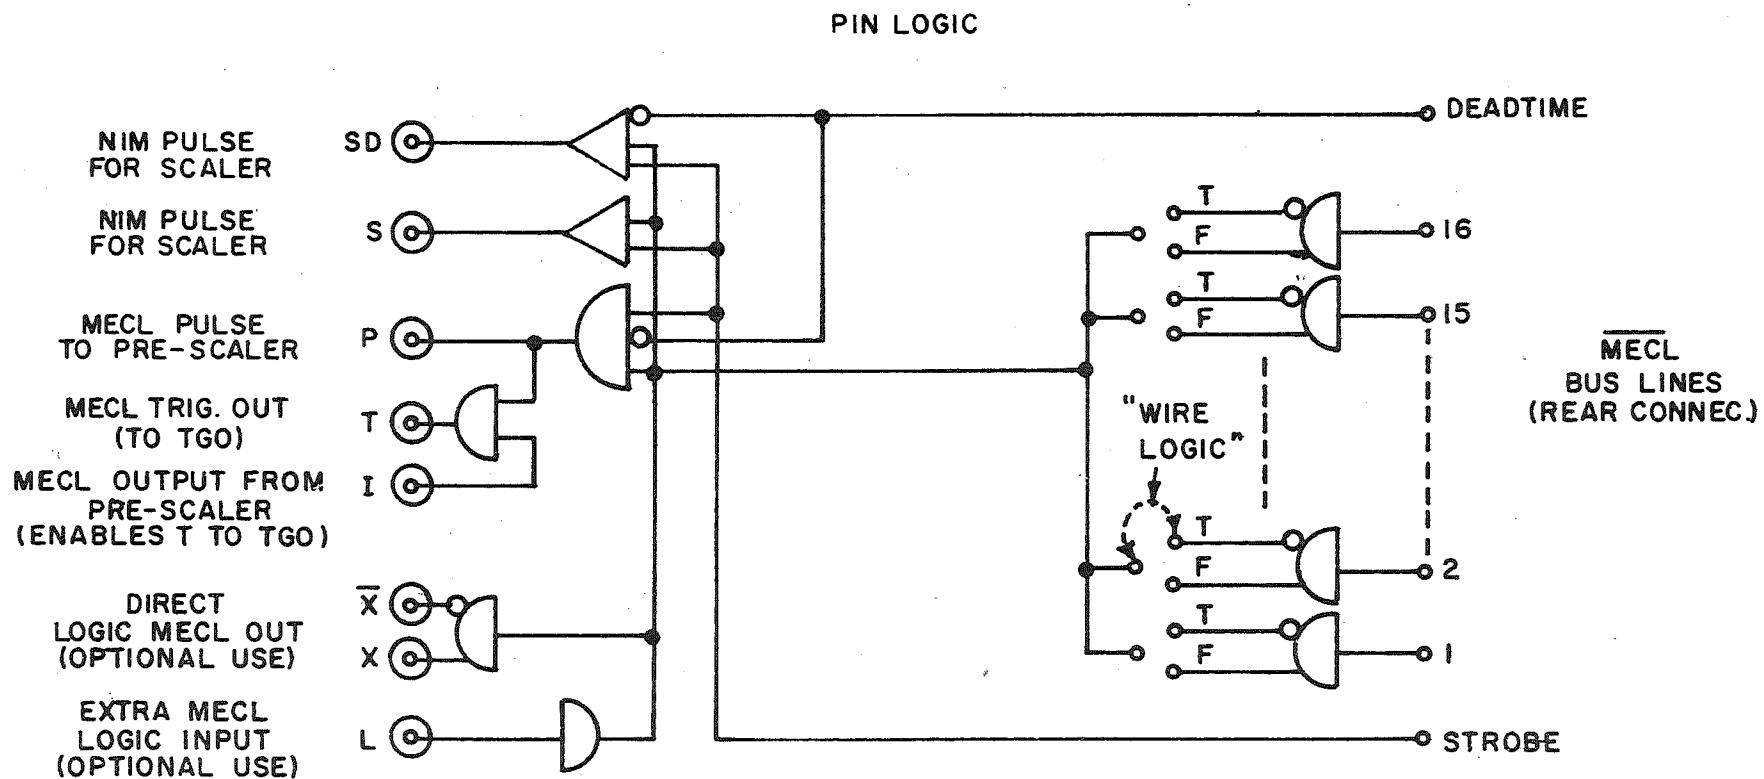 PIN LOGIC
NIM PULSE
FOR SCALER
SD
DEADTIME
NIM PULSE
FOR SCALER
S
T
F
16
MECL PULSE
TO PRE-SCALER
P
T
F
15
MECL
BUS LINES
(REAR CONNEC.)
MECL TRIG. OUT
(TO TGO)
T
"WIRE
LOGIC"
MECL OUTPUT FROM
PRE-SCALER
(ENABLES T TO TGO)
I
T
F
2
DIRECT
LOGIC MECL OUT
(OPTIONAL USE)
X̅
X
T
F
1
EXTRA MECL
LOGIC INPUT
(OPTIONAL USE)
L
STROBE